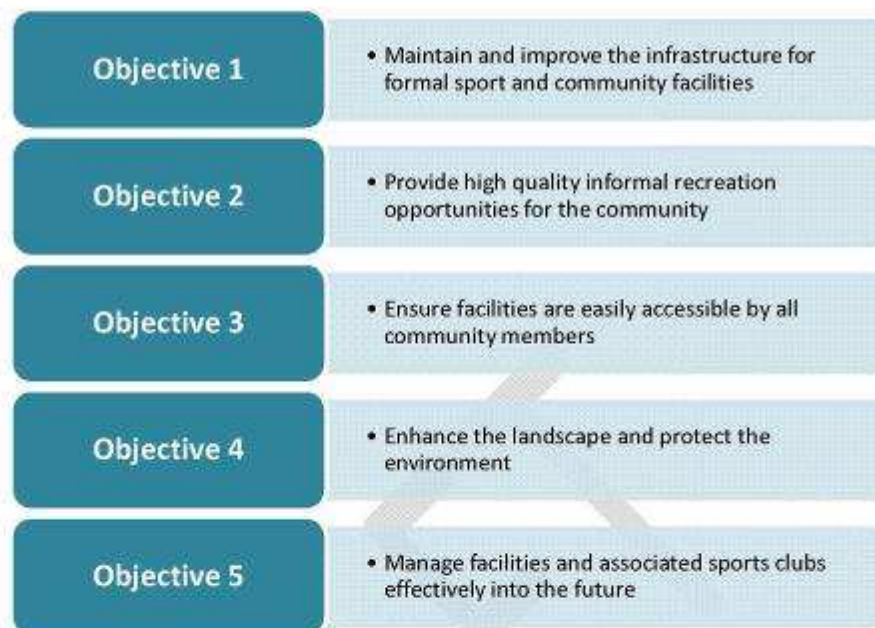 Objective 1
• Maintain and improve the infrastructure for
formal sport and community facilities
Objective 2
• Provide high quality informal recreation
opportunities for the community
Objective 3
• Ensure facilities are easily accessible by all
community members
Objective 4
• Enhance the landscape and protect the
environment
Objective 5
• Manage facilities and associated sports clubs
effectively into the future